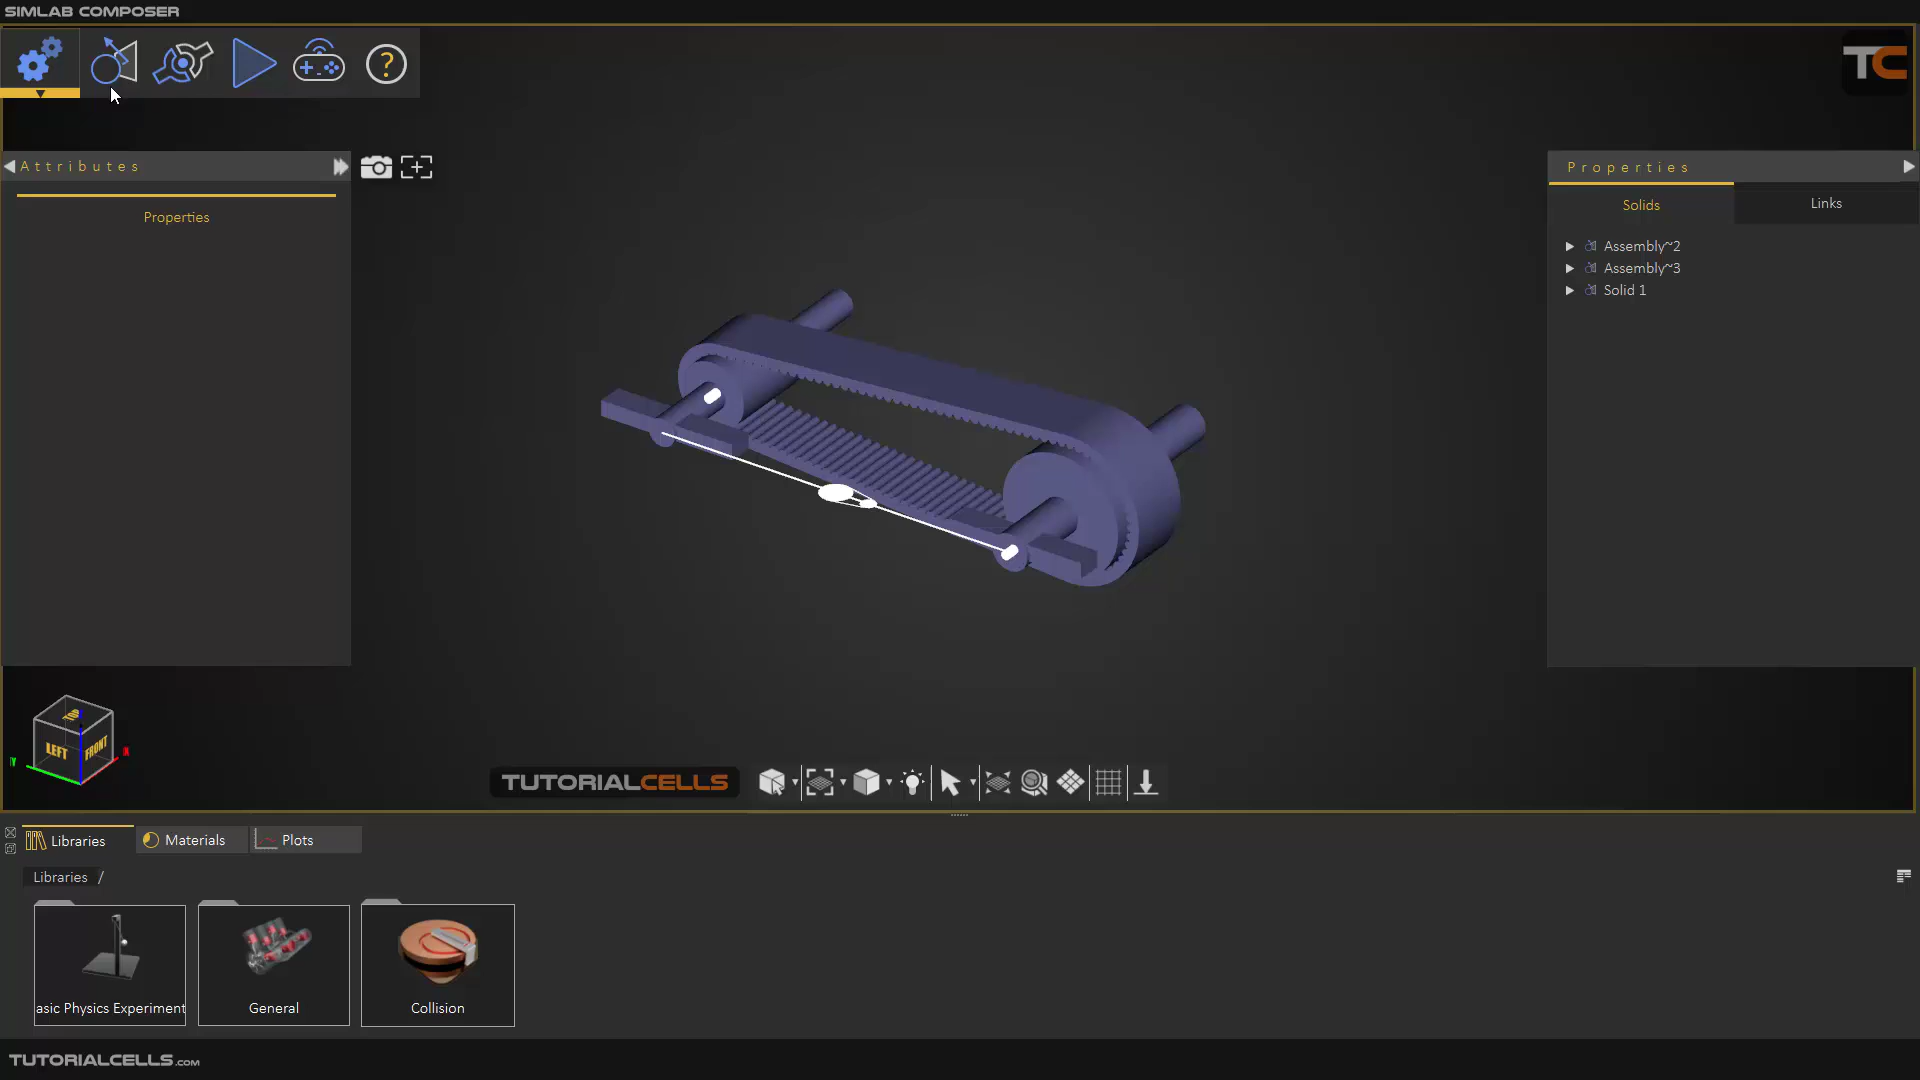 SIMLAB COMPOSER
?
TC
Attributes
Properties
Properties
Solids
Links
Assembly~2
Assembly~3
Solid 1
TOP
LEFT
FRONT
TUTORIALCELLS
Libraries
Materials
Plots
Libraries /
asic Physics Experiment
General
Collision
TUTORIALCELLS.com